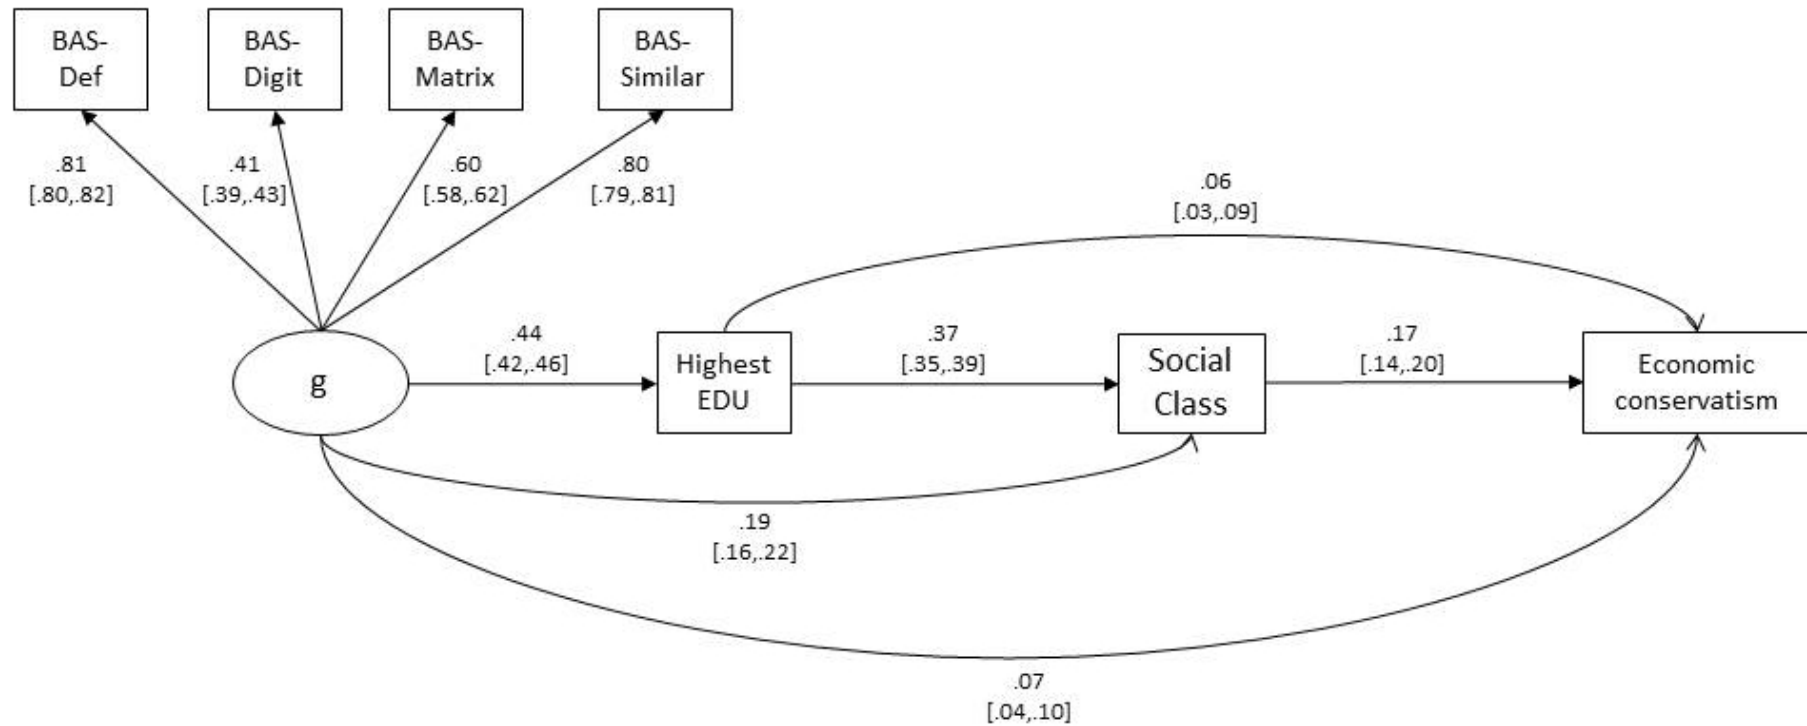 BAS-
Def
BAS-
Digit
BAS-
Matrix
BAS-
Similar
.81
[.80,.82]
.41
[.39,.43]
.60
[.58,.62]
.80
[.79,.81]
.06
[.03,.09]
g
.44
[.42,.46]
Highest
EDU
.37
[.35,.39]
Social
Class
.17
[.14,.20]
Economic
conservatism
.19
[.16,.22]
.07
[.04,.10]